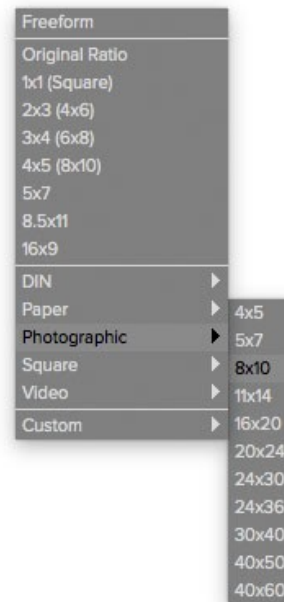 Freeform
Original Ratio
1x1 (Square)
2x3 (4x6)
3x4 (6x8)
4x5 (8x10)
5x7
8.5x11
16x9
DIN
Paper
Photographic
Square
Video
Custom
4x5
5x7
8x10
11x14
16x20
20x24
24x30
24x36
30x40
40x50
40x60